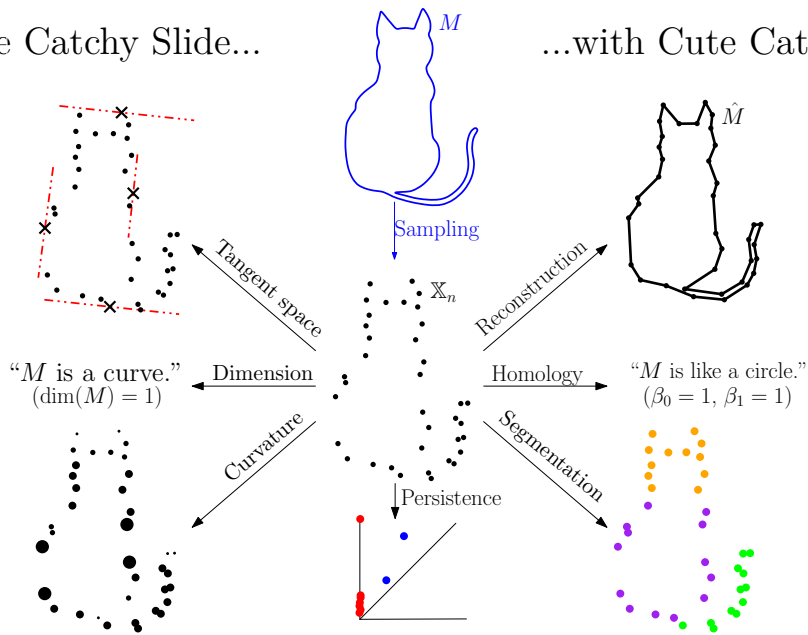 e Catchy Slide...
...with Cute Cat
M
M̂
Sampling
𝕏ₙ
Tangent space
Reconstruction
“M is a curve.”
(dim(M) = 1)
Dimension
Homology
“M is like a circle.”
(β₀ = 1, β₁ = 1)
Curvature
Segmentation
Persistence